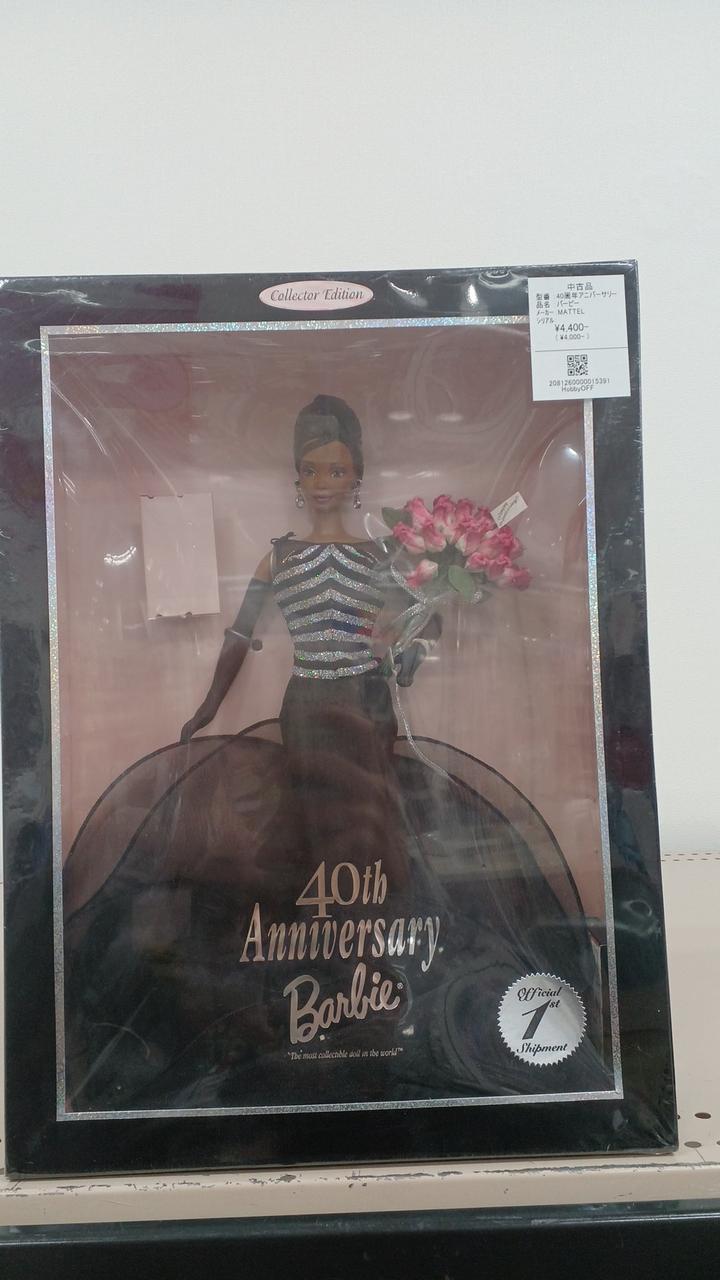 Collector Edition
中古品
型番 40周年アニバーサリー
品名 バービー
メーカー MATTEL
シリアル
¥4,400-
( ¥4,000- )
2081260000015391
HobbyOFF
40th
Anniversary
Barbie®
"The most collectible doll in the world"™
Official
1st
Shipment